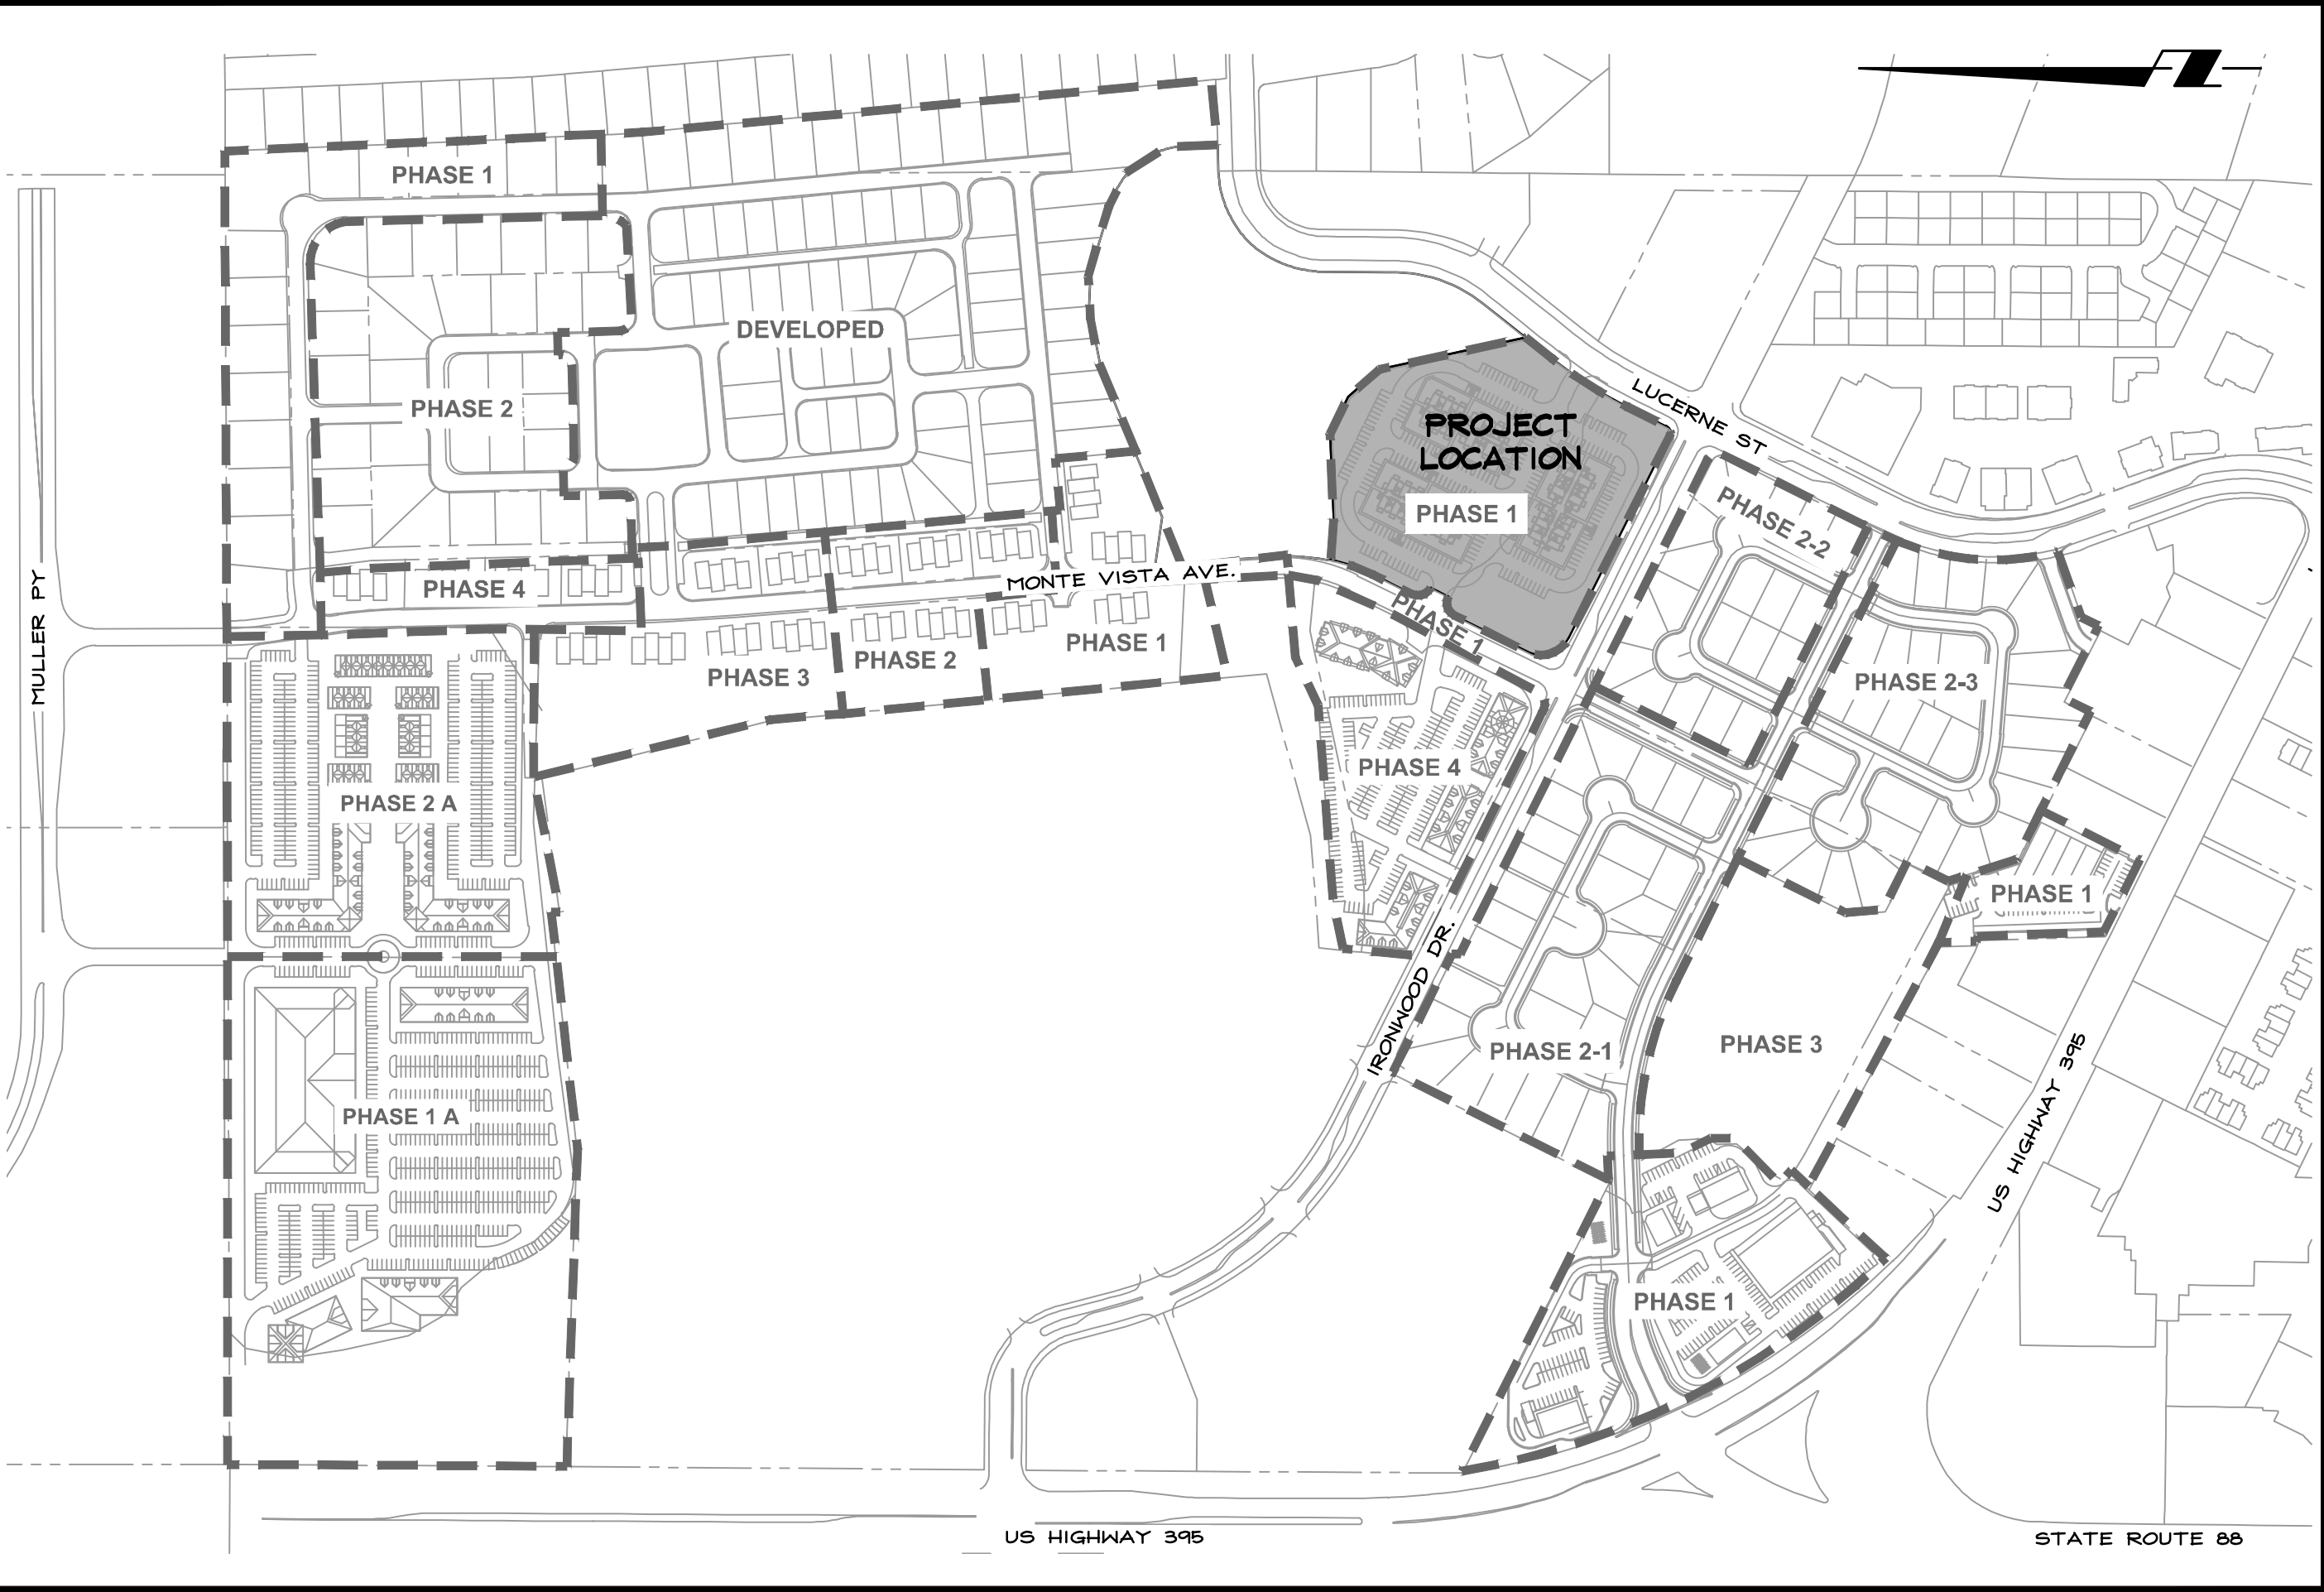 PHASE 1
DEVELOPED
PHASE 2
PROJECT
LOCATION
PHASE 1
LUCERNE ST
PHASE 2-2
MULLER PY
PHASE 4
MONTE VISTA AVE.
PHASE 1
PHASE 1
PHASE 2
PHASE 3
PHASE 2-3
PHASE 4
PHASE 2 A
PHASE 1
IRONWOOD DR.
PHASE 2-1
PHASE 3
US HIGHWAY 395
PHASE 1 A
PHASE 1
US HIGHWAY 395
STATE ROUTE 88